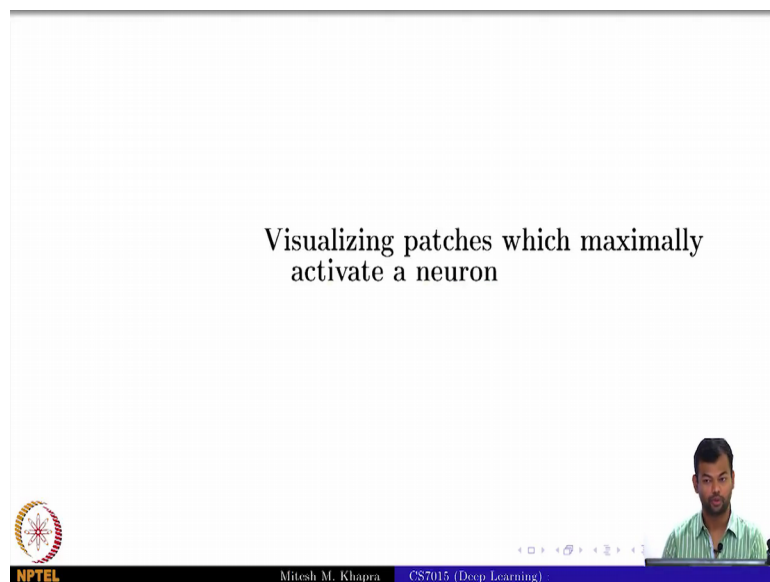 Visualizing patches which maximally
activate a neuron
NPTEL
Mitesh M. Khapra
CS7015 (Deep Learning)